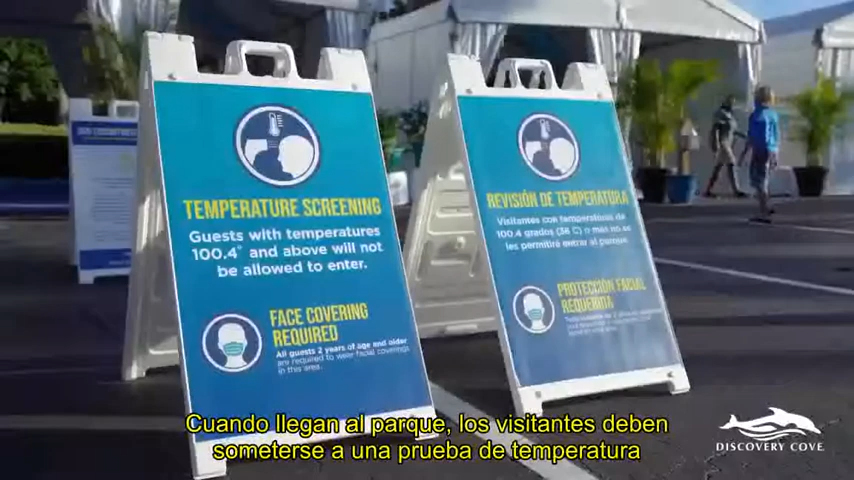 TEMPERATURE SCREENING
Guests with temperatures
100.4° and above will not
be allowed to enter.
FACE COVERING
REQUIRED
All guests 2 years of age and older
are required to wear facial coverings
in this area.
REVISIÓN DE TEMPERATURA
Visitantes con temperaturas de
100.4 grados (38 C) o más no se
les permitirá entrar al parque
PROTECCIÓN FACIAL
REQUERIDA
Cuando llegan al parque, los visitantes deben
someterse a una prueba de temperatura
DISCOVERY COVE